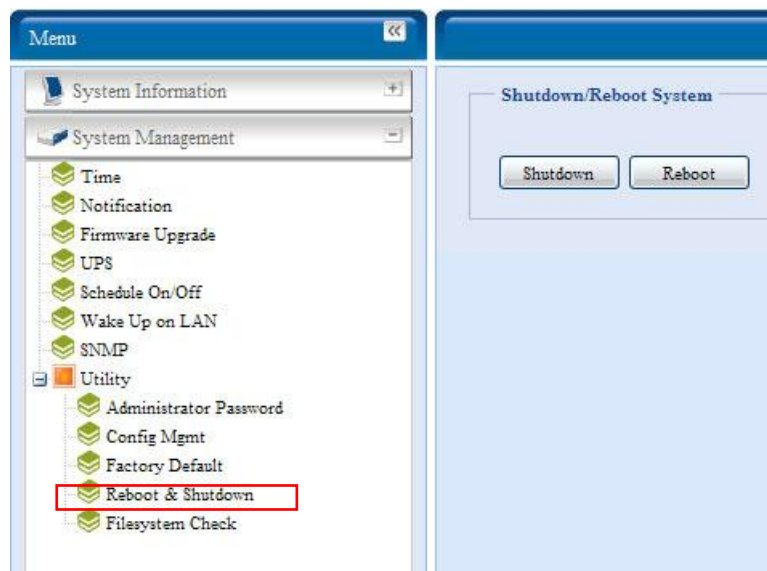 Menu
System Information
System Management
Time
Notification
Firmware Upgrade
UPS
Schedule On/Off
Wake Up on LAN
SNMP
Utility
Administrator Password
Config Mgmt
Factory Default
Reboot & Shutdown
Filesystem Check
Shutdown/Reboot System
Shutdown Reboot